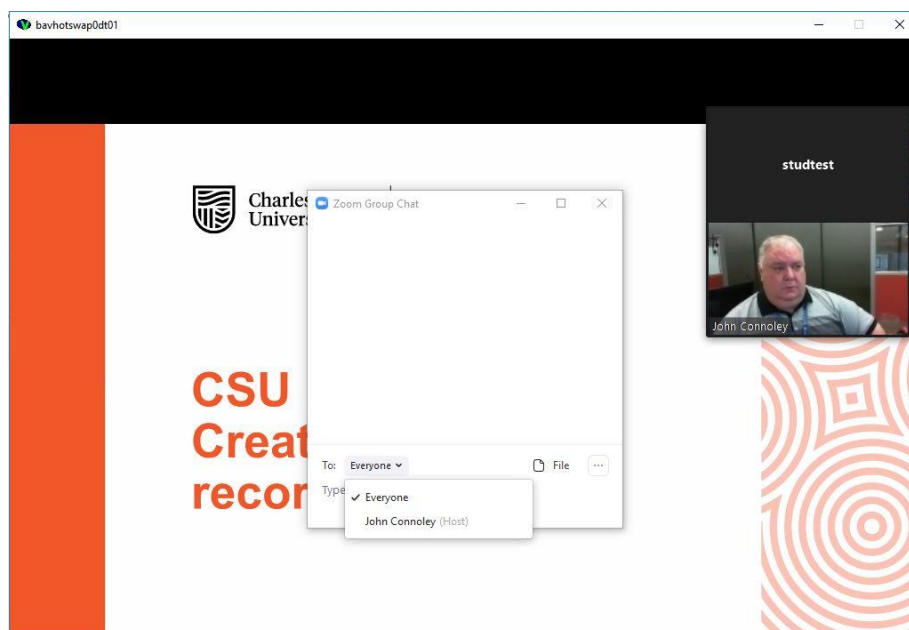 bavhotswap0dt01
studtest
Charles
Univer
Zoom Group Chat
John Connoley
CSU
Creat
recor
To: Everyone
File
Type
Everyone
John Connoley (Host)